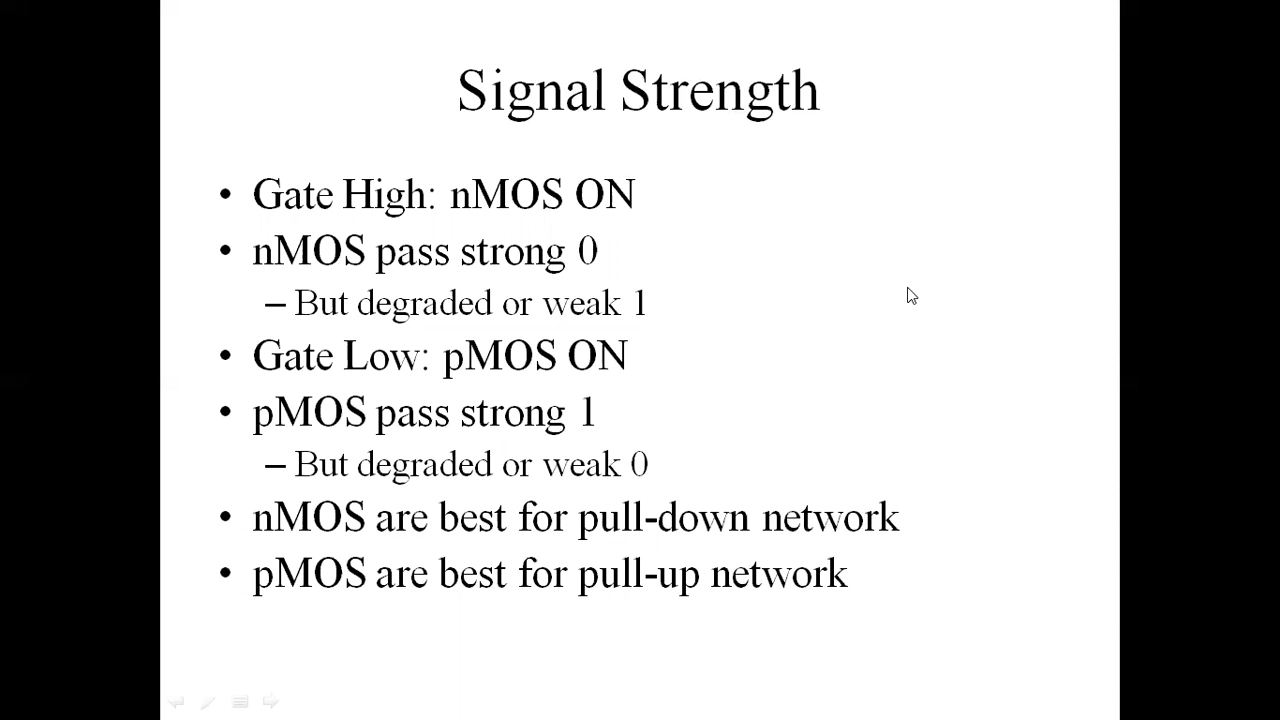 Signal Strength
• Gate High: nMOS ON
• nMOS pass strong 0
– But degraded or weak 1
• Gate Low: pMOS ON
• pMOS pass strong 1
– But degraded or weak 0
• nMOS are best for pull-down network
• pMOS are best for pull-up network